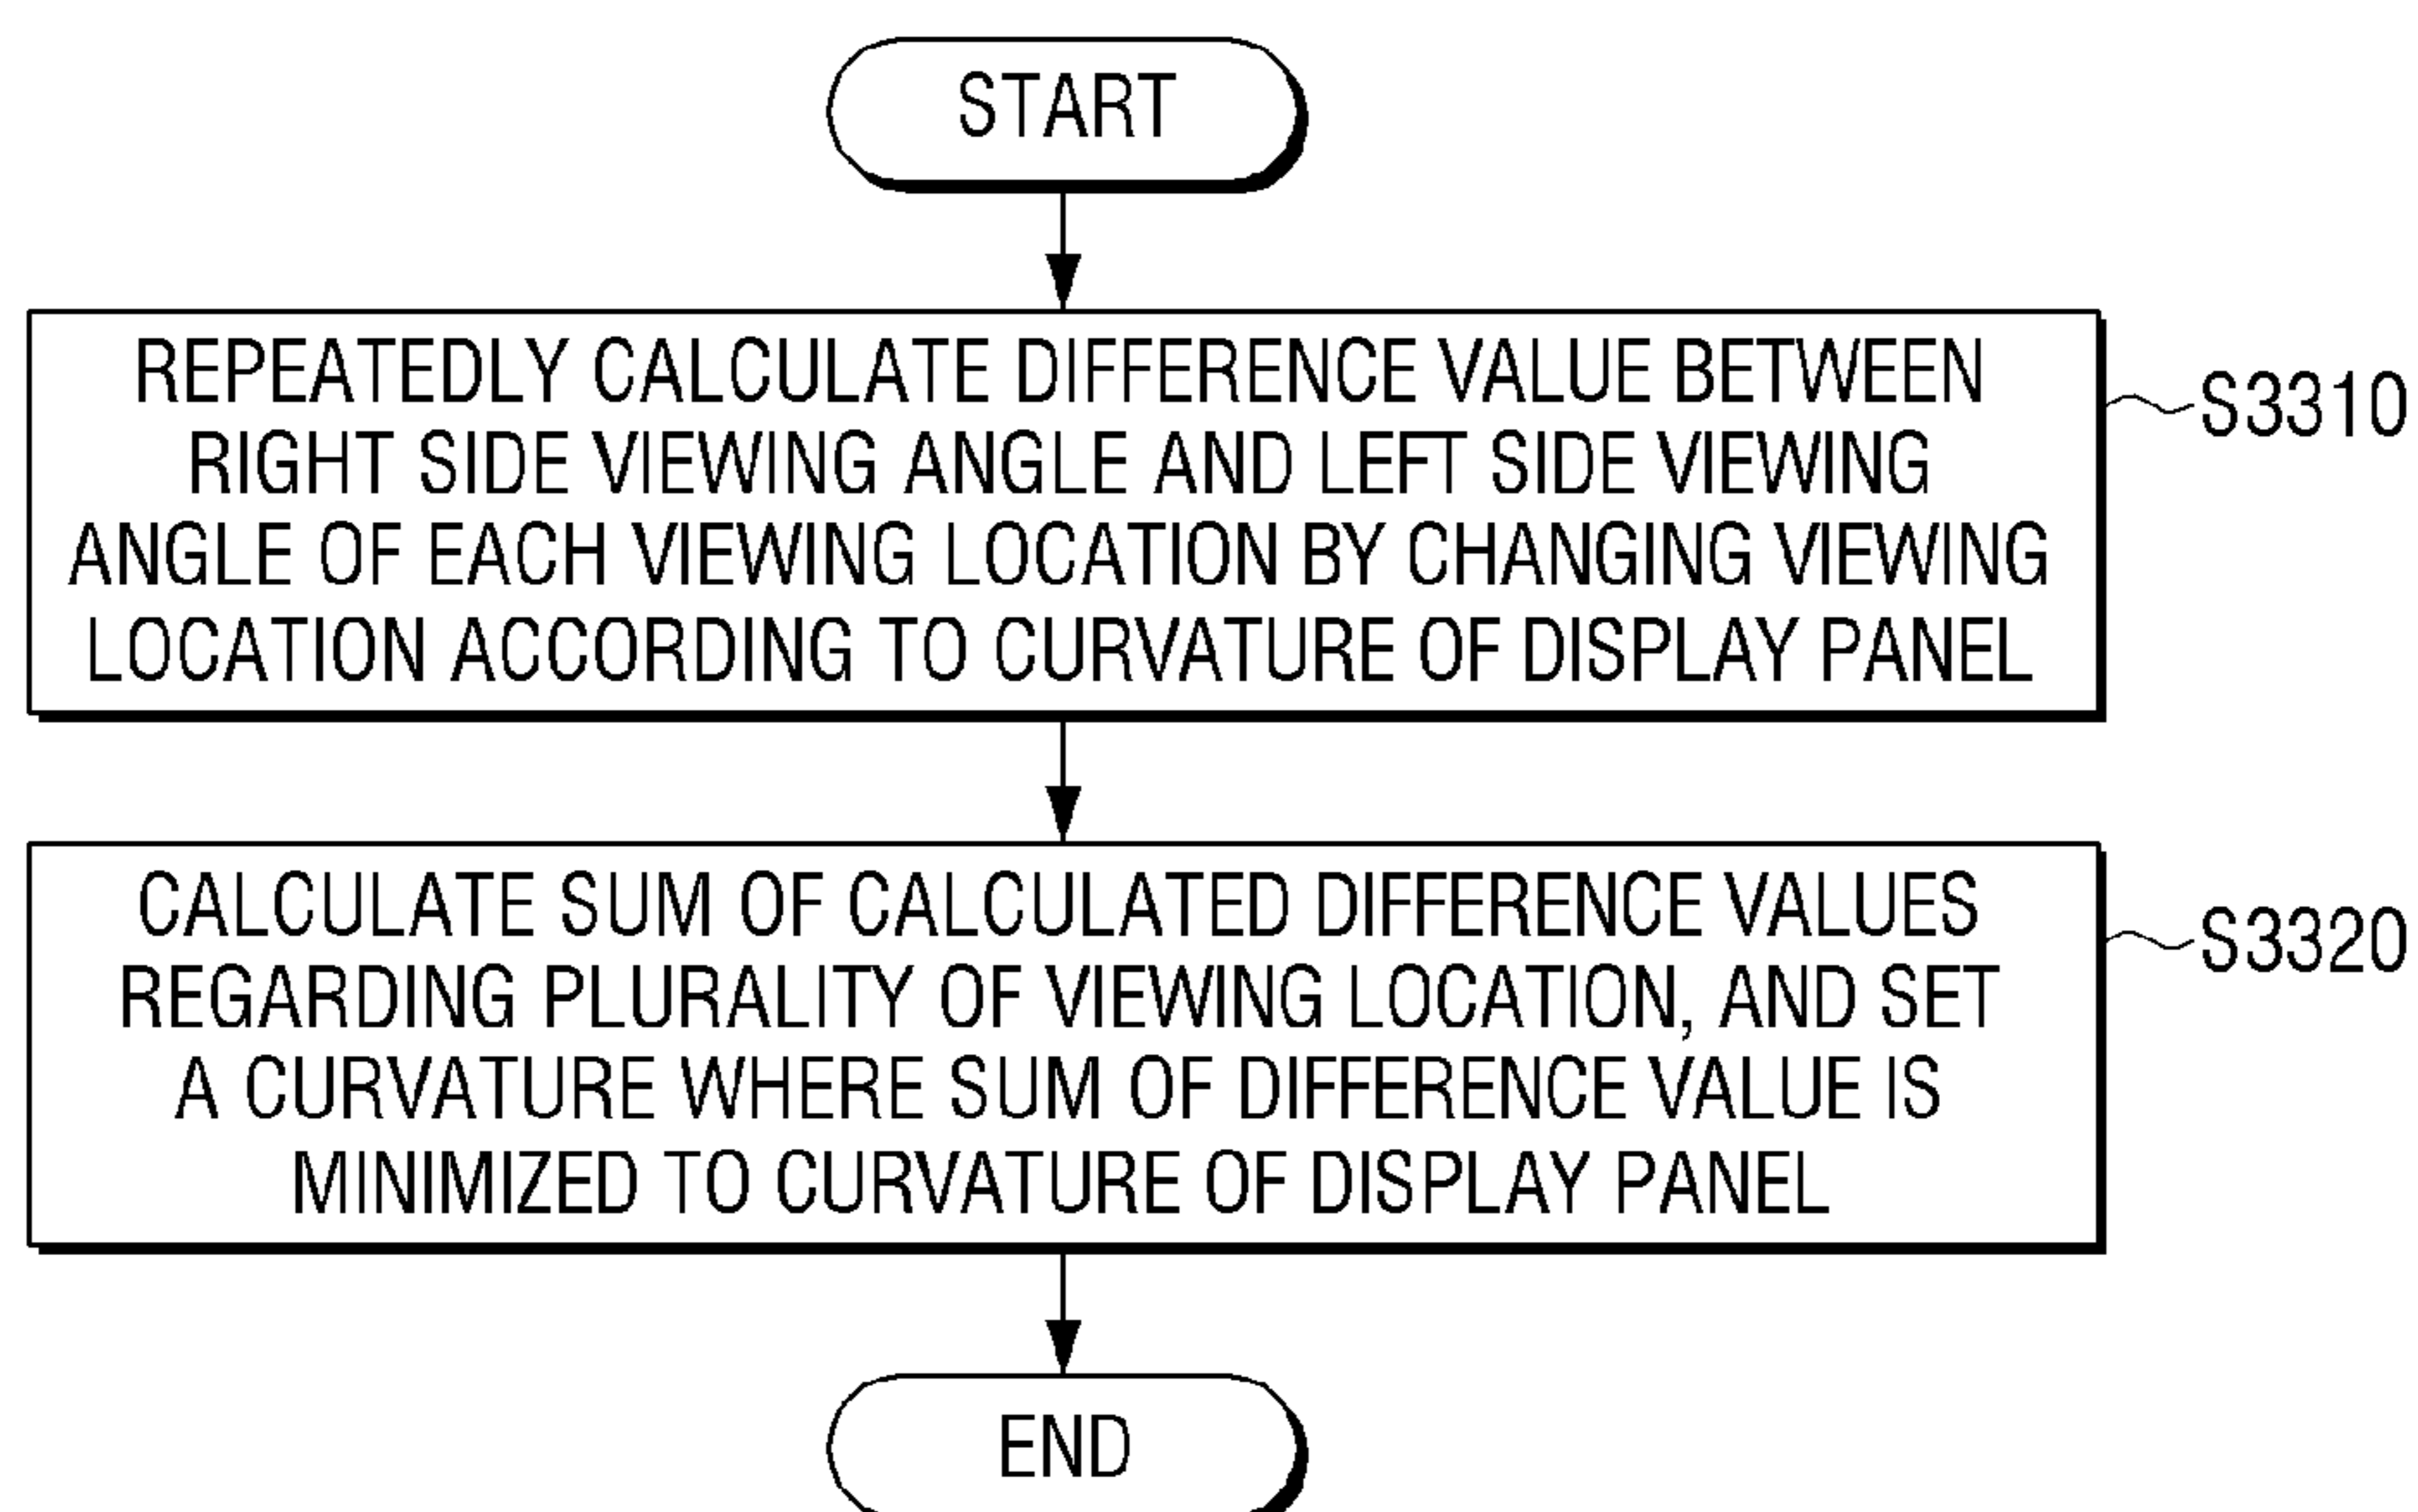 START
REPEATEDLY CALCULATE DIFFERENCE VALUE BETWEEN
RIGHT SIDE VIEWING ANGLE AND LEFT SIDE VIEWING
ANGLE OF EACH VIEWING LOCATION BY CHANGING VIEWING
LOCATION ACCORDING TO CURVATURE OF DISPLAY PANEL
S3310
CALCULATE SUM OF CALCULATED DIFFERENCE VALUES
REGARDING PLURALITY OF VIEWING LOCATION, AND SET
A CURVATURE WHERE SUM OF DIFFERENCE VALUE IS
MINIMIZED TO CURVATURE OF DISPLAY PANEL
S3320
END